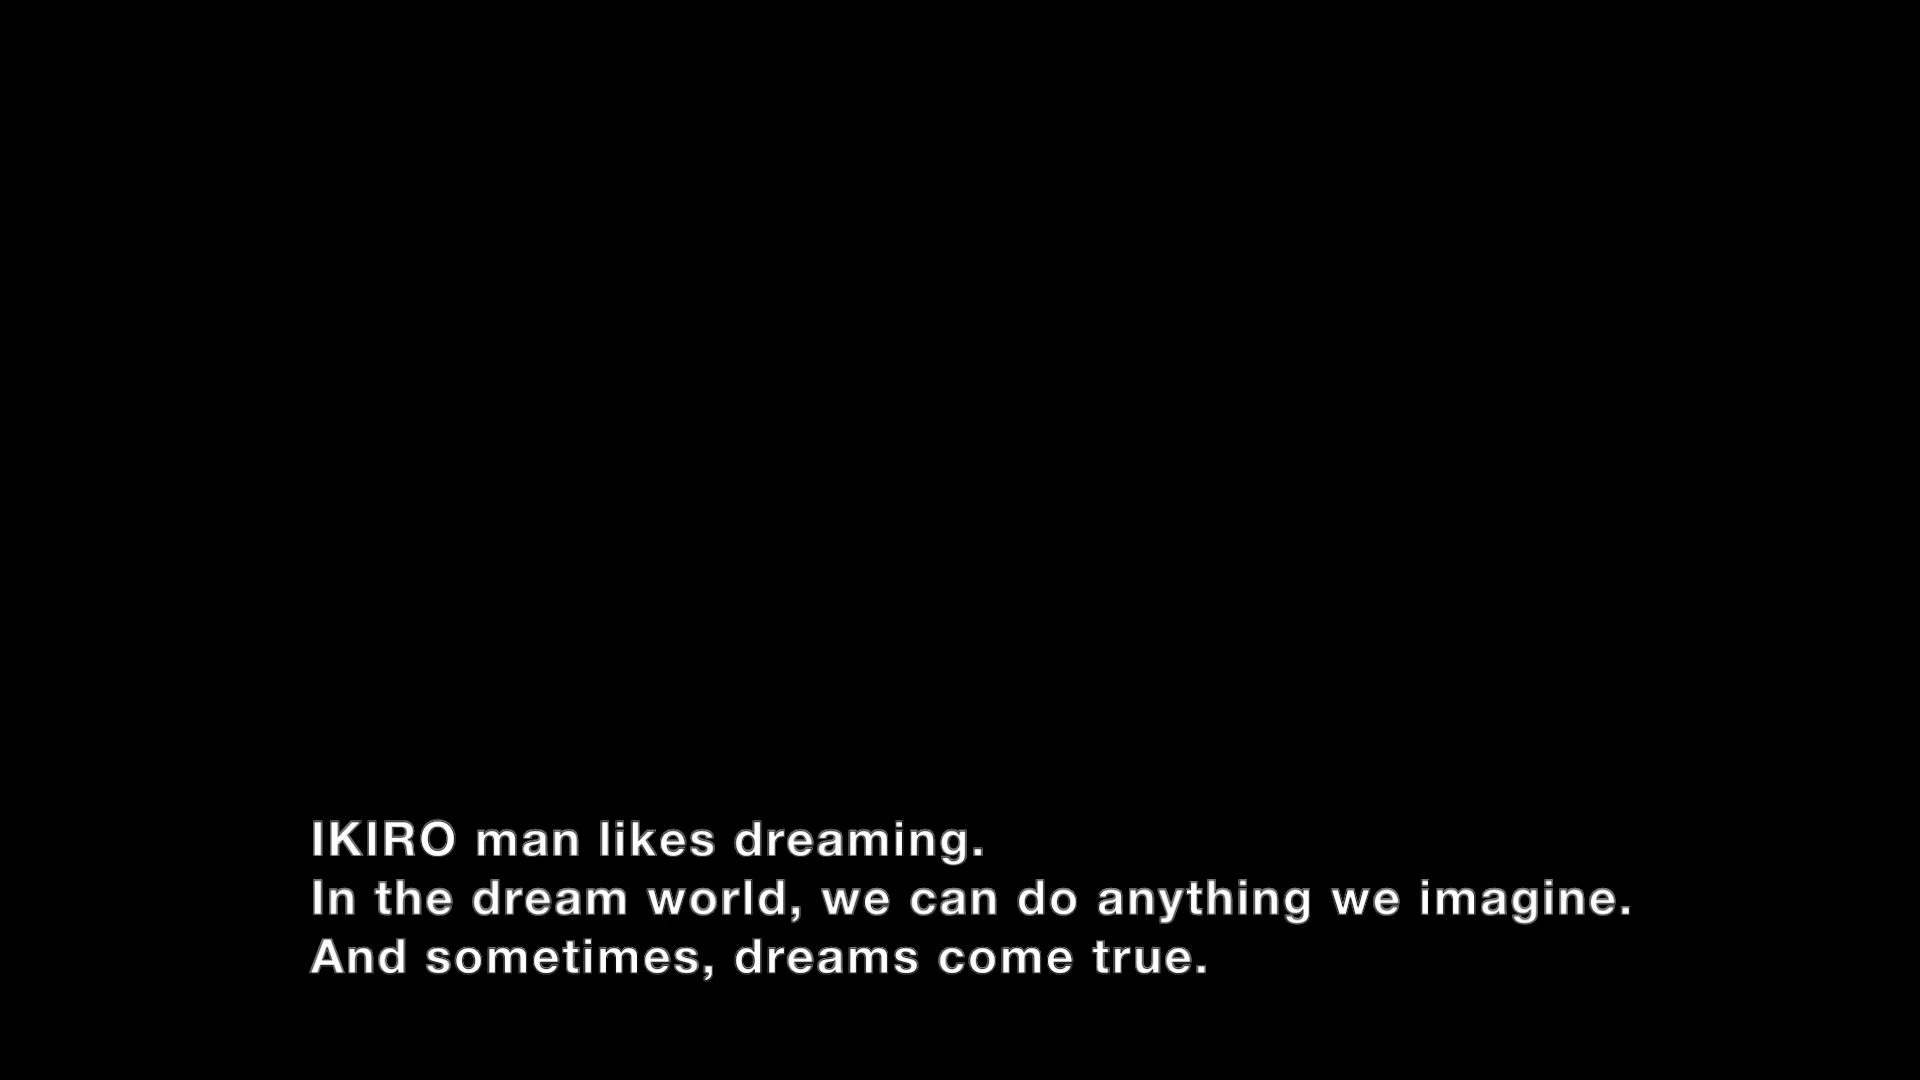 IKIRO man likes dreaming.
In the dream world, we can do anything we imagine.
And sometimes, dreams come true.